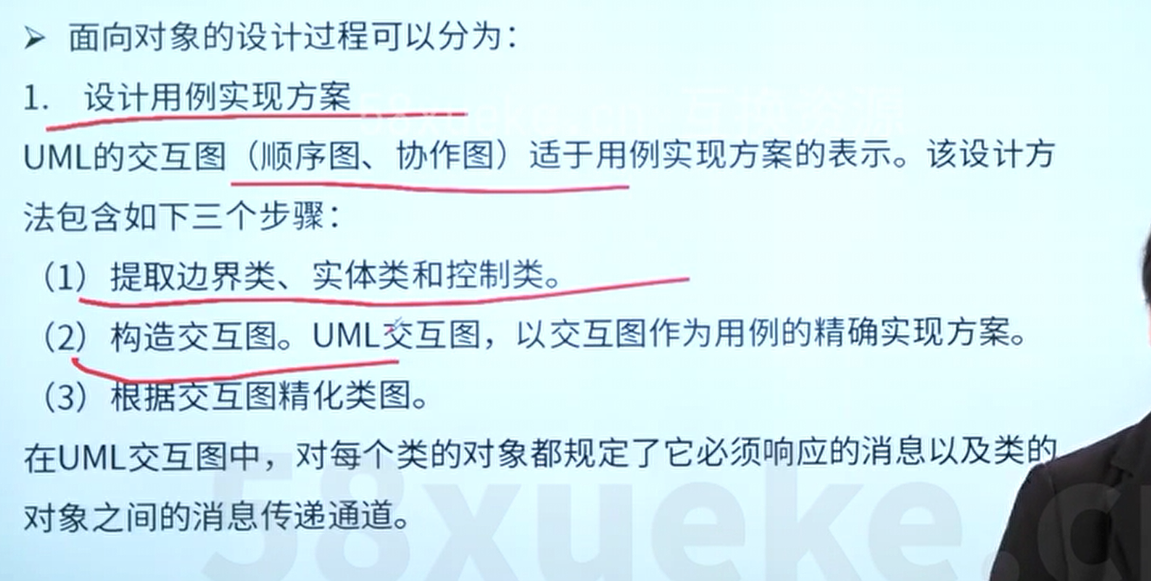 ➢ 面向对象的设计过程可以分为：
1. 设计用例实现方案
58xueke.cn 互换资源
UML的交互图（顺序图、协作图）适于用例实现方案的表示。该设计方
法包含如下三个步骤：
（1）提取边界类、实体类和控制类。
（2）构造交互图。UML交互图，以交互图作为用例的精确实现方案。
（3）根据交互图精化类图。
在UML交互图中，对每个类的对象都规定了它必须响应的消息以及类的
对象之间的消息传递通道。
58xueke.c